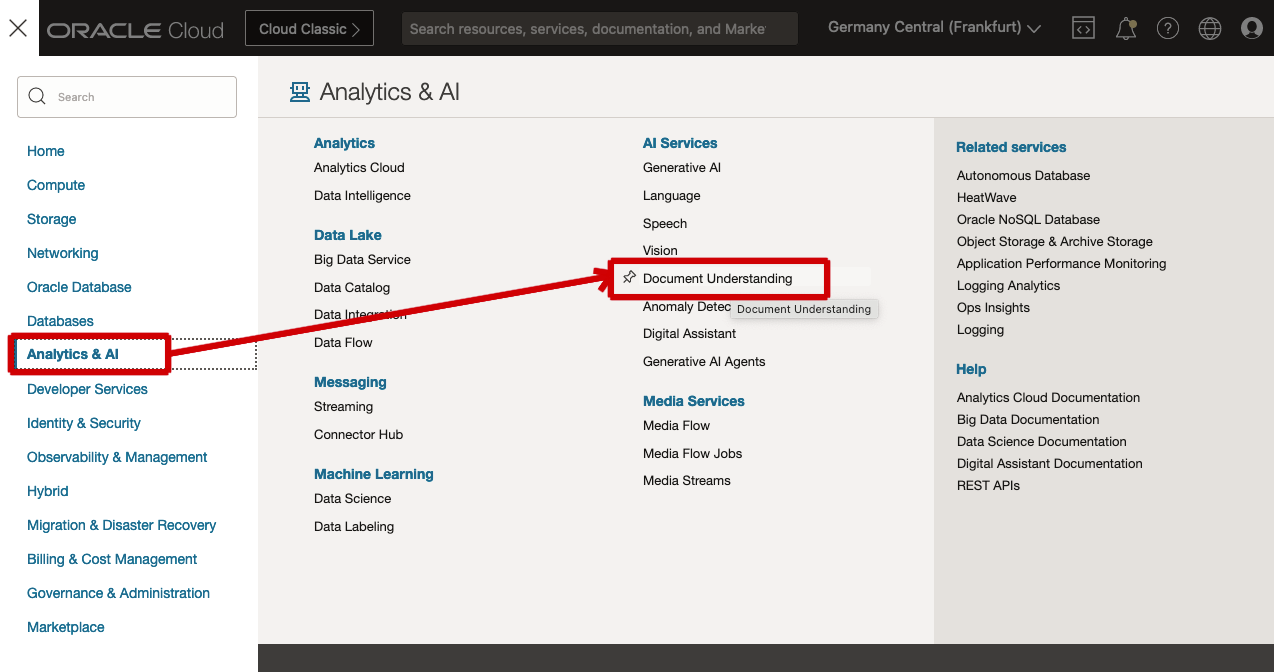 ORACLE Cloud
Cloud Classic
Search resources, services, documentation, and Marke
Germany Central (Frankfurt)
Search
Home
Compute
Storage
Networking
Oracle Database
Databases
Analytics & AI
Developer Services
Identity & Security
Observability & Management
Hybrid
Migration & Disaster Recovery
Billing & Cost Management
Governance & Administration
Marketplace
Analytics & AI
Analytics
Analytics Cloud
Data Intelligence
Data Lake
Big Data Service
Data Catalog
Data Integration
Data Flow
Messaging
Streaming
Connector Hub
Machine Learning
Data Science
Data Labeling
AI Services
Generative AI
Language
Speech
Vision
Document Understanding
Anomaly Detec
Document Understanding
Digital Assistant
Generative AI Agents
Media Services
Media Flow
Media Flow Jobs
Media Streams
Related services
Autonomous Database
HeatWave
Oracle NoSQL Database
Object Storage & Archive Storage
Application Performance Monitoring
Logging Analytics
Ops Insights
Logging
Help
Analytics Cloud Documentation
Big Data Documentation
Data Science Documentation
Digital Assistant Documentation
REST APIs